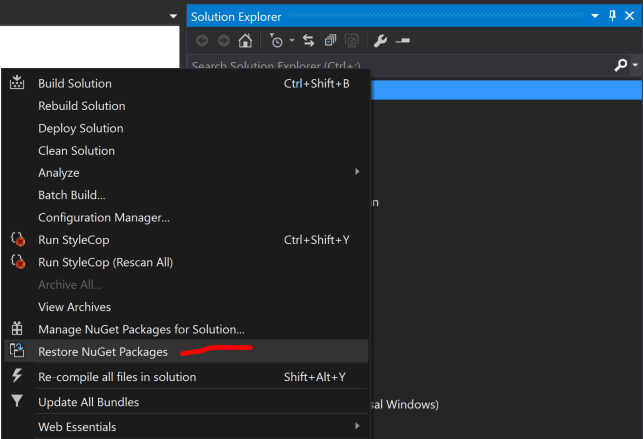 Solution Explorer
Search Solution Explorer (Ctrl+;)
Build Solution Ctrl+Shift+B
Rebuild Solution
Deploy Solution
Clean Solution
Analyze
Batch Build...
in
Configuration Manager...
Run StyleCop Ctrl+Shift+Y
Run StyleCop (Rescan All)
Archive All...
View Archives
Manage NuGet Packages for Solution...
Restore NuGet Packages
Re-compile all files in solution Shift+Alt+Y
Update All Bundles
sal Windows)
Web Essentials